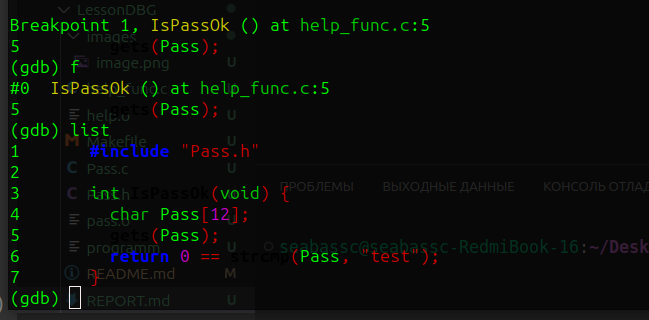 LessonDBG
Breakpoint 1, IsPassOk () at help_func.c:5
images
5 gets(Pass);
image.png
(gdb) f
#0 IsPassOk () at help_func.c:5
5 gets(Pass);
help.o
(gdb) list
Makefile
1 #include "Pass.h"
2
Pass.c
ПРОБЛЕМЫ ВЫХОДНЫЕ ДАННЫЕ КОНСОЛЬ ОТЛАД
3 int IsPassOk(void) {
Pass.h
4 char Pass[12];
pass.o
5 gets(Pass);
programm
seabassc@seabassc-RedmiBook-16:~/Desk
6 return 0 == strcmp(Pass, "test");
README.md M
7 }
(gdb)
REPORT.md U